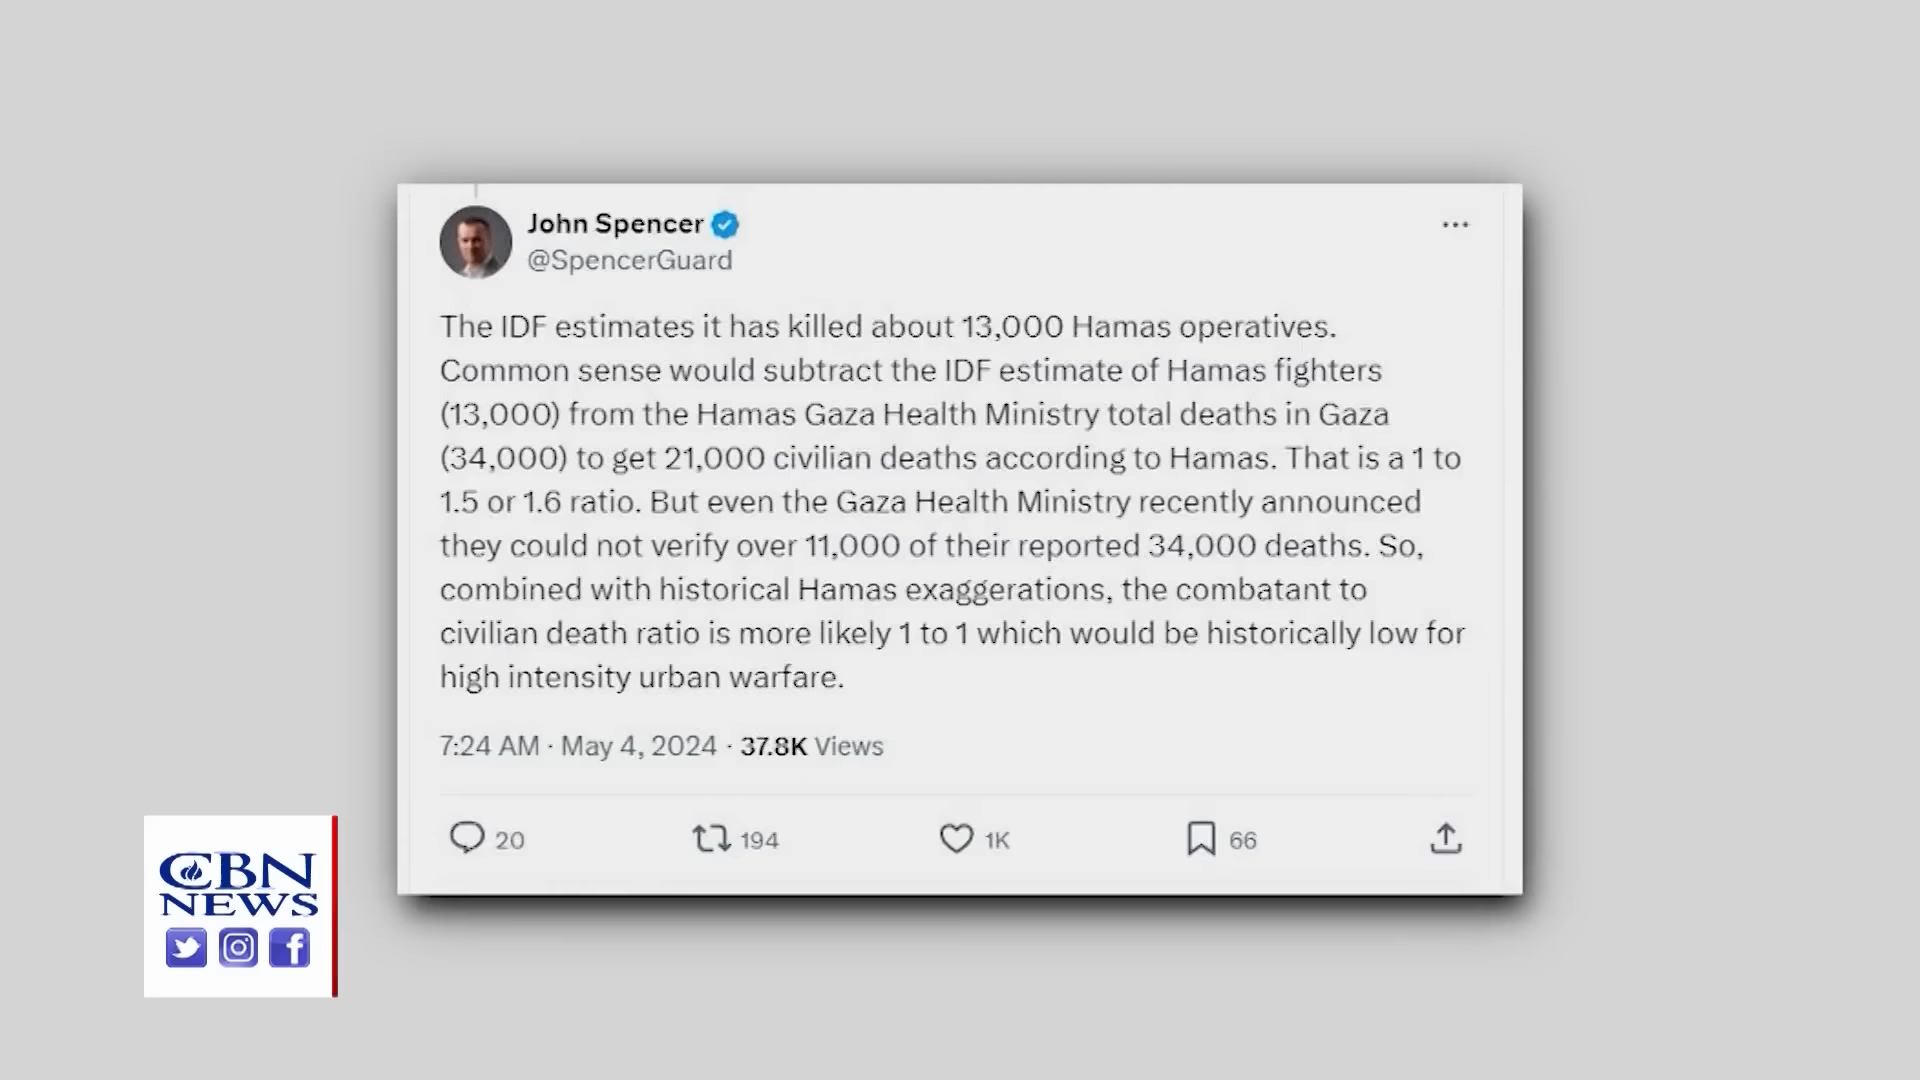 John Spencer
@SpencerGuard
The IDF estimates it has killed about 13,000 Hamas operatives.
Common sense would subtract the IDF estimate of Hamas fighters
(13,000) from the Hamas Gaza Health Ministry total deaths in Gaza
(34,000) to get 21,000 civilian deaths according to Hamas. That is a 1 to
1.5 or 1.6 ratio. But even the Gaza Health Ministry recently announced
they could not verify over 11,000 of their reported 34,000 deaths. So,
combined with historical Hamas exaggerations, the combatant to
civilian death ratio is more likely 1 to 1 which would be historically low for
high intensity urban warfare.
7:24 AM · May 4, 2024 · 37.8K Views
20 194 1K 66
CBN
NEWS